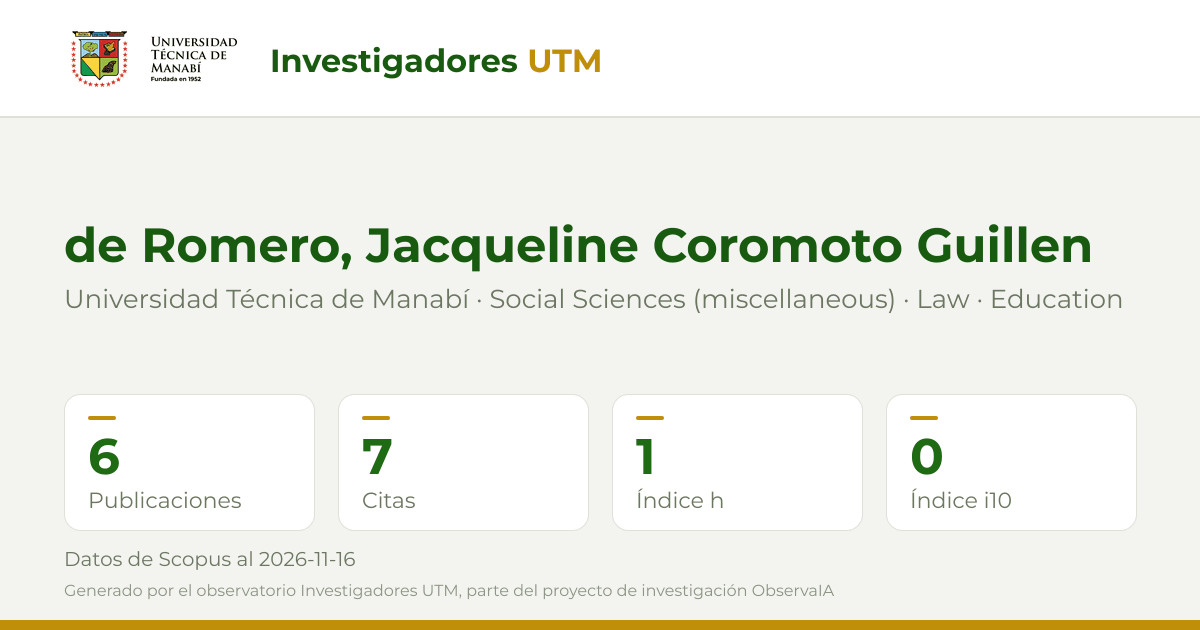 UNIVERSIDAD
TÉCNICA DE
MANABÍ
Fundada en 1952
Investigadores UTM
de Romero, Jacqueline Coromoto Guillen
Universidad Técnica de Manabí · Social Sciences (miscellaneous) · Law · Education
6
Publicaciones
7
Citas
1
Índice h
0
Índice i10
Datos de Scopus al 2026-11-16
Generado por el observatorio Investigadores UTM, parte del proyecto de investigación ObservaIA